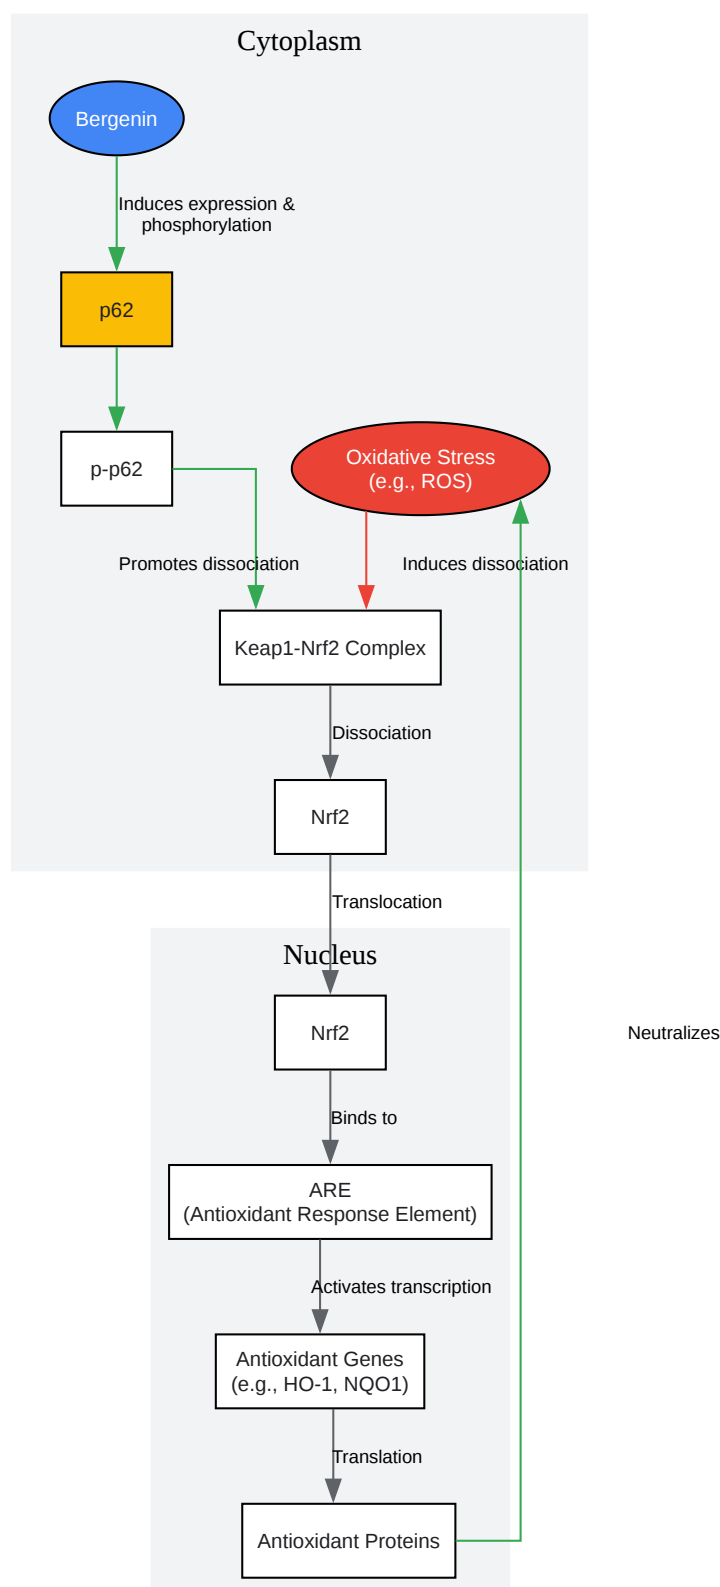 Cytoplasm
Bergenin
Induces expression &
phosphorylation
p62
p-p62
Oxidative Stress
(e.g., ROS)
Promotes dissociation
Induces dissociation
Keap1-Nrf2 Complex
Dissociation
Nrf2
Translocation
Nucleus
Nrf2
Neutralizes
Binds to
ARE
(Antioxidant Response Element)
Activates transcription
Antioxidant Genes
(e.g., HO-1, NQO1)
Translation
Antioxidant Proteins